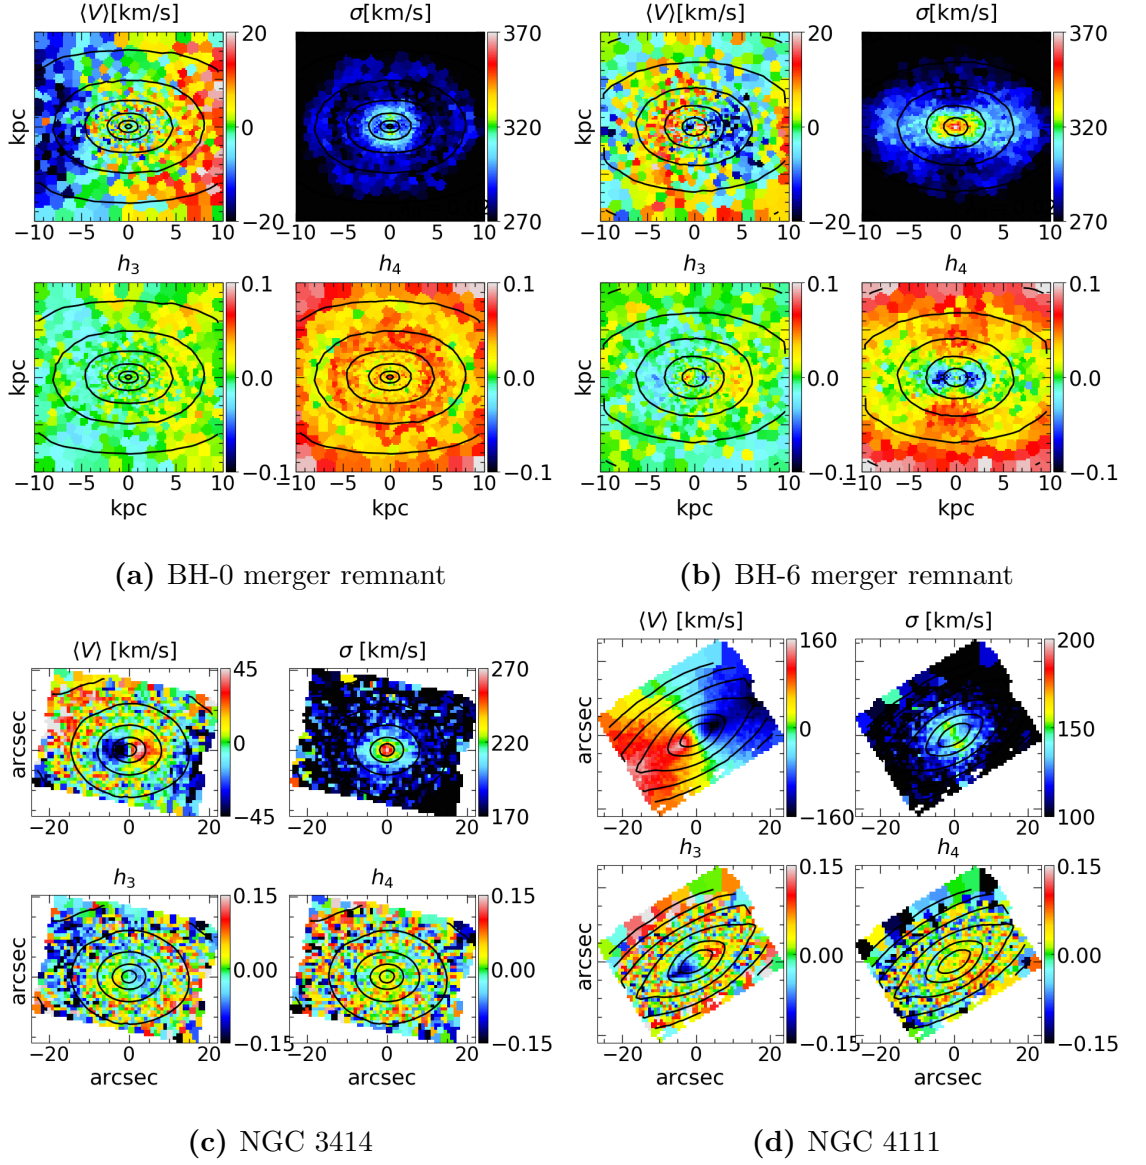 ⟨V⟩[km/s] σ[km/s] ⟨V⟩[km/s] σ[km/s]
20 370 20 370
kpc 0 320 kpc 0 320
−20 270 −20 270
−10 −5 0 5 10 −10 −5 0 5 10 −10 −5 0 5 10 −10 −5 0 5 10
h3 h4 h3 h4
0.1 0.1 0.1 0.1
kpc 0.0 0.0 kpc 0.0 0.0
−0.1 −0.1 −0.1 −0.1
−10 −5 0 5 10 −10 −5 0 5 10 −10 −5 0 5 10 −10 −5 0 5 10
kpc kpc kpc kpc
(a) BH-0 merger remnant (b) BH-6 merger remnant
⟨V⟩ [km/s] σ [km/s] ⟨V⟩ [km/s] σ [km/s]
45 270 160 200
arcsec 0 220 arcsec 0 150
−45 170 −160 100
−20 0 20 −20 0 20 −20 0 20 −20 0 20
h3 h4 h3 h4
0.15 0.15 0.15 0.15
arcsec 0.00 0.00 arcsec 0.00 0.00
−0.15 −0.15 −0.15 −0.15
−20 0 20 −20 0 20 −20 0 20 −20 0 20
arcsec arcsec arcsec arcsec
(c) NGC 3414 (d) NGC 4111